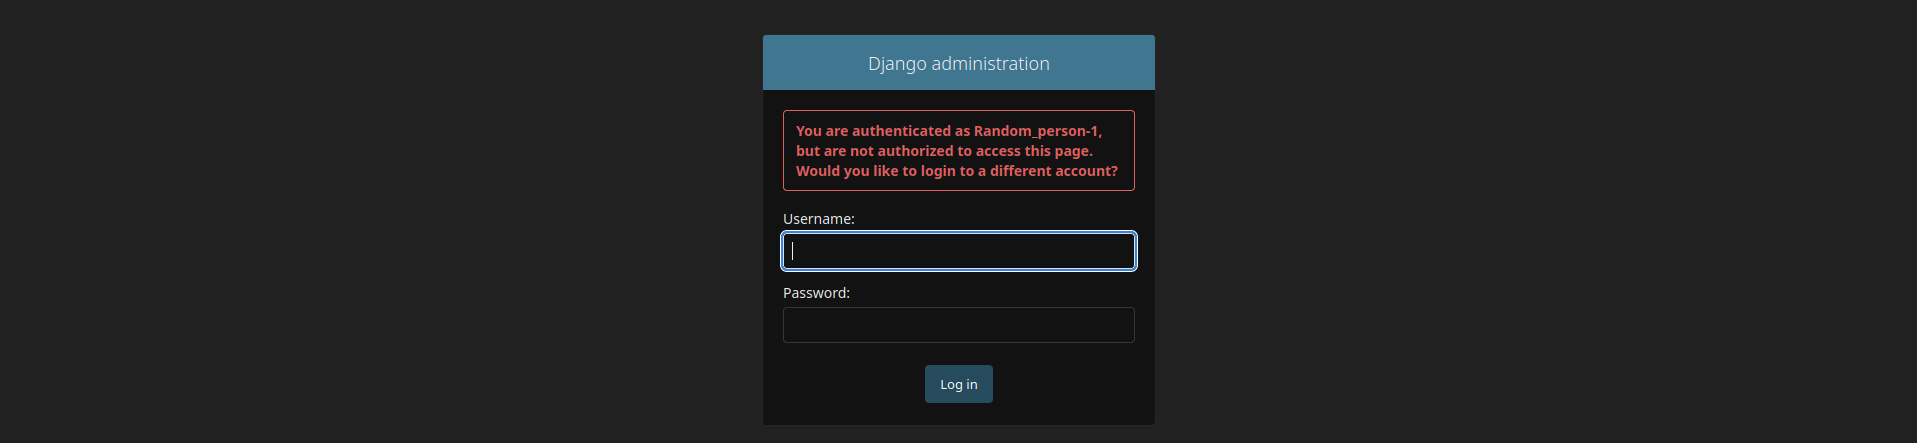 Django administration
You are authenticated as Random_person-1,
but are not authorized to access this page.
Would you like to login to a different account?
Username:
Password:
Log in